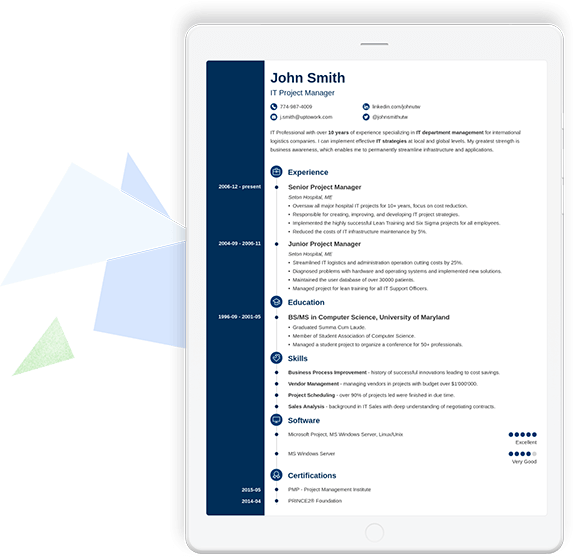 John Smith
IT Project Manager
774-987-4009
linkedin.com/johnutw
j.smith@uptowork.com
@johnsmithutw
IT Professional with over 10 years of experience specializing in IT department management for international
logistics companies. I can implement effective IT strategies at local and global levels. My greatest strength is
business awareness, which enables me to permanently streamline infrastructure and applications.
Experience
2006-12 - present
Senior Project Manager
Seton Hospital, ME
• Oversaw all major hospital IT projects for 10+ years, focus on cost reduction.
• Responsible for creating, improving, and developing IT project strategies.
• Implemented the highly successful Lean Training and Six Sigma projects for all employees.
• Reduced the costs of IT infrastructure maintenance by 5%.
2004-09 - 2006-11
Junior Project Manager
Seton Hospital, ME
• Streamlined IT logistics and administration operation cutting costs by 25%.
• Diagnosed problems with hardware and operating systems and implemented new solutions.
• Maintained the user database of over 30000 patients.
• Managed project for lean training for all IT Support Officers.
Education
1996-09 - 2001-05
BS/MS in Computer Science, University of Maryland
• Graduated Summa Cum Laude.
• Member of Student Association of Computer Science.
• Managed a student project to organize a conference for 50+ professionals.
Skills
Business Process Improvement - history of successful innovations leading to cost savings.
Vendor Management - managing vendors in projects with budget over $1'000'000.
Project Scheduling - over 90% of projects led were finished in due time.
Sales Analysis - background in IT Sales with deep understanding of negotiating contracts.
Software
Microsoft Project, MS Windows Server, Linux/Unix
Excellent
MS Windows Server
Very Good
Certifications
2015-05
PMP - Project Management Institute
2014-04
PRINCE2® Foundation